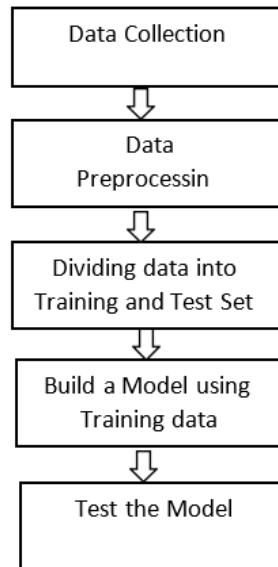 Data Collection
Data
Preprocessin
Dividing data into
Training and Test Set
Build a Model using
Training data
Test the Model